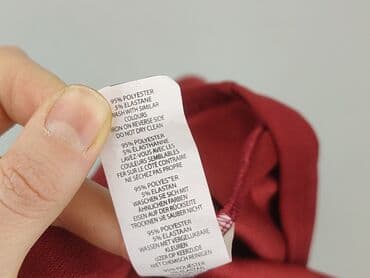 95% POLYESTER
5% ELASTANE
WASH WITH SIMILAR
COLOURS
IRON ON REVERSE SIDE
DO NOT DRY CLEAN
95% POLYESTER
5% ELASTHANNE
LAVEZ-VOUS AVEC LES
COULEURS SEMBLABLES
FER SUR LE CÔTÉ CONTRAIRE
NE SÉCHEZ PAS PROPRE
95% POLYESTER
5% ELASTAN
WASCHEN SIE SICH MIT
ÄHNLICHEN FARBEN
EISEN AUF DER RÜCKSEITE
TROCKNEN SIE SAUBER NICHT
95% POLYESTER
5% ELASTAAN
WASSEN MET VERGELIJKBARE
KLEUREN
IJZER OP KEERZIJDE
NIET CHEMISCH REINIGEN